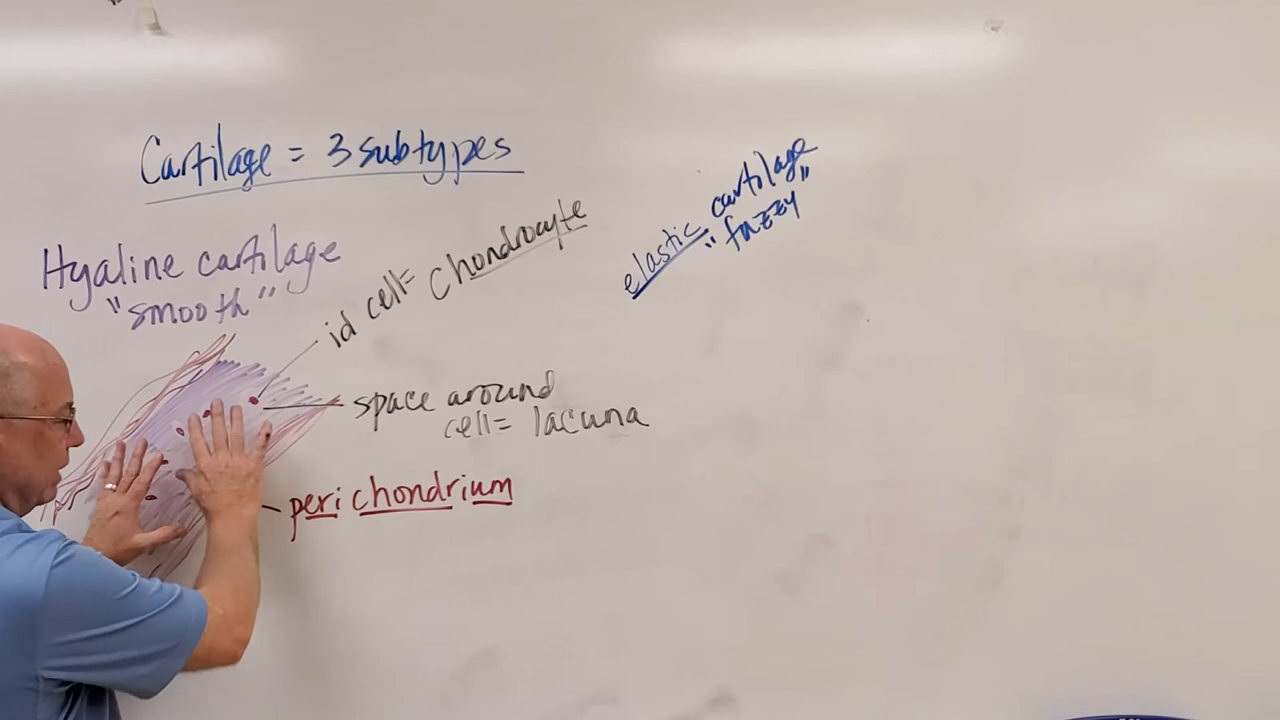 Cartilage = 3 subtypes
Hyaline cartilage
"smooth"
id cell= chondrocyte
space around
cell= lacuna
perichondrium
elastic cartilage
"fuzzy"